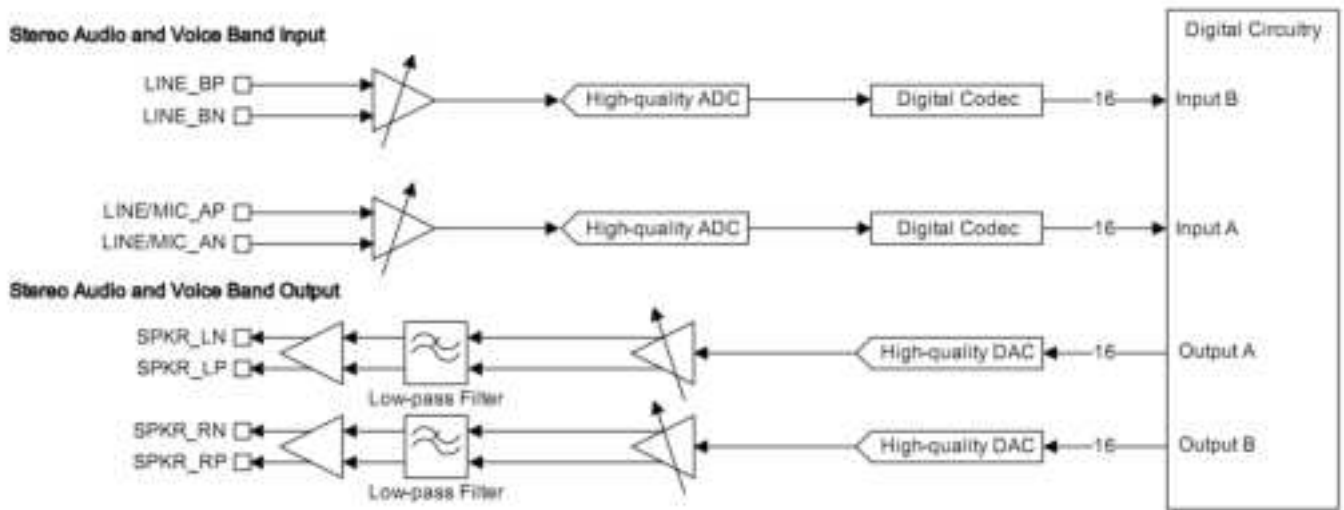 Stereo Audio and Voice Band Input
Digital Circuitry
LINE_BP
LINE_BN
High-quality ADC
Digital Codec
16
Input B
LINE/MIC_AP
LINE/MIC_AN
High-quality ADC
Digital Codec
16
Input A
Stereo Audio and Voice Band Output
SPKR_LN
SPKR_LP
Low-pass Filter
High-quality DAC
16
Output A
SPKR_RN
SPKR_RP
Low-pass Filter
High-quality DAC
16
Output B